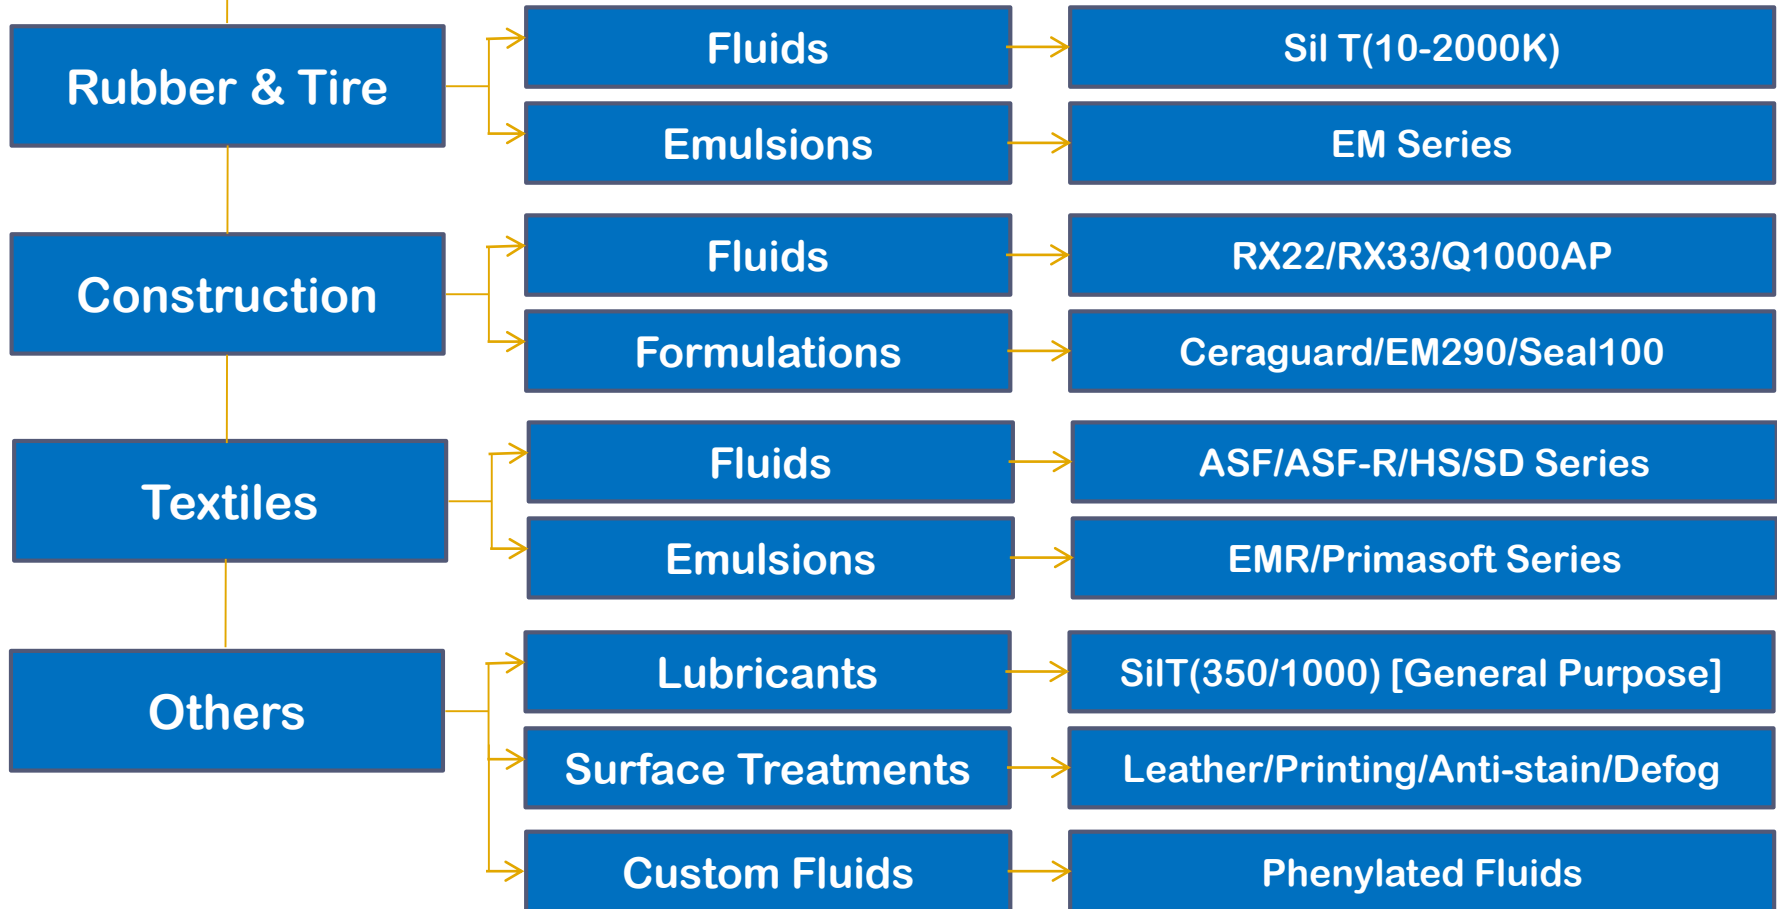 Rubber & Tire
Fluids
Sil T(10-2000K)
Emulsions
EM Series
Construction
Fluids
RX22/RX33/Q1000AP
Formulations
Ceraguard/EM290/Seal100
Textiles
Fluids
ASF/ASF-R/HS/SD Series
Emulsions
EMR/Primasoft Series
Others
Lubricants
SilT(350/1000) [General Purpose]
Surface Treatments
Leather/Printing/Anti-stain/Defog
Custom Fluids
Phenylated Fluids